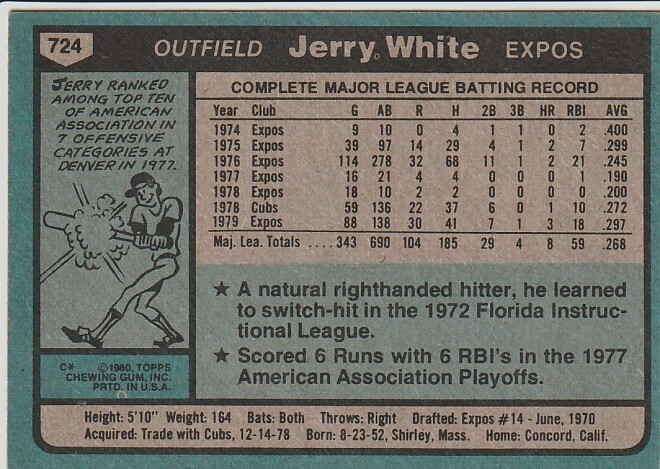 724 OUTFIELD Jerry White EXPOS
JERRY RANKED
AMONG TOP TEN
OF AMERICAN
ASSOCIATION IN
7 OFFENSIVE
CATEGORIES AT
DENVER IN 1977.
C* ©1980, TOPPS
CHEWING GUM, INC.
PRTD. IN U.S.A.
COMPLETE MAJOR LEAGUE BATTING RECORD
Year Club G AB R H 2B 3B HR RBI AVG
1974 Expos 9 10 0 4 1 1 0 2 .400
1975 Expos 39 97 14 29 4 1 2 7 .299
1976 Expos 114 278 32 68 11 1 2 21 .245
1977 Expos 16 21 4 4 0 0 0 1 .190
1978 Expos 18 10 2 2 0 0 0 0 .200
1978 Cubs 59 136 22 37 6 0 1 10 .272
1979 Expos 88 138 30 41 7 1 3 18 .297
Maj. Lea. Totals .... 343 690 104 185 29 4 8 59 .268
★ A natural righthanded hitter, he learned
to switch-hit in the 1972 Florida Instruc-
tional League.
★ Scored 6 Runs with 6 RBI's in the 1977
American Association Playoffs.
Height: 5'10" Weight: 164 Bats: Both Throws: Right Drafted: Expos #14 - June, 1970
Acquired: Trade with Cubs, 12-14-78 Born: 8-23-52, Shirley, Mass. Home: Concord, Calif.